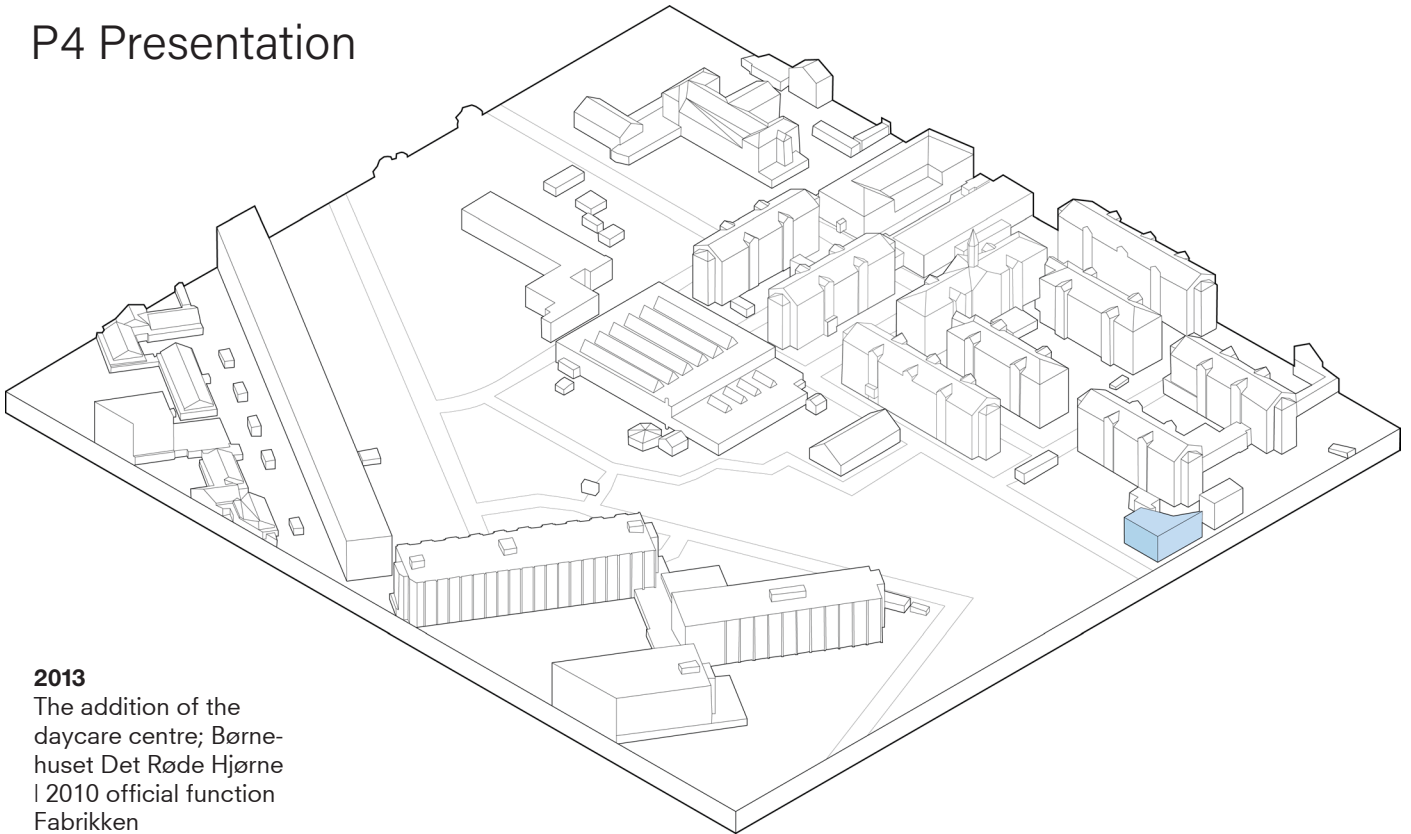 P4 Presentation
2013
The addition of the
daycare centre; Børne-
huset Det Røde Hjørne
| 2010 official function
Fabrikken